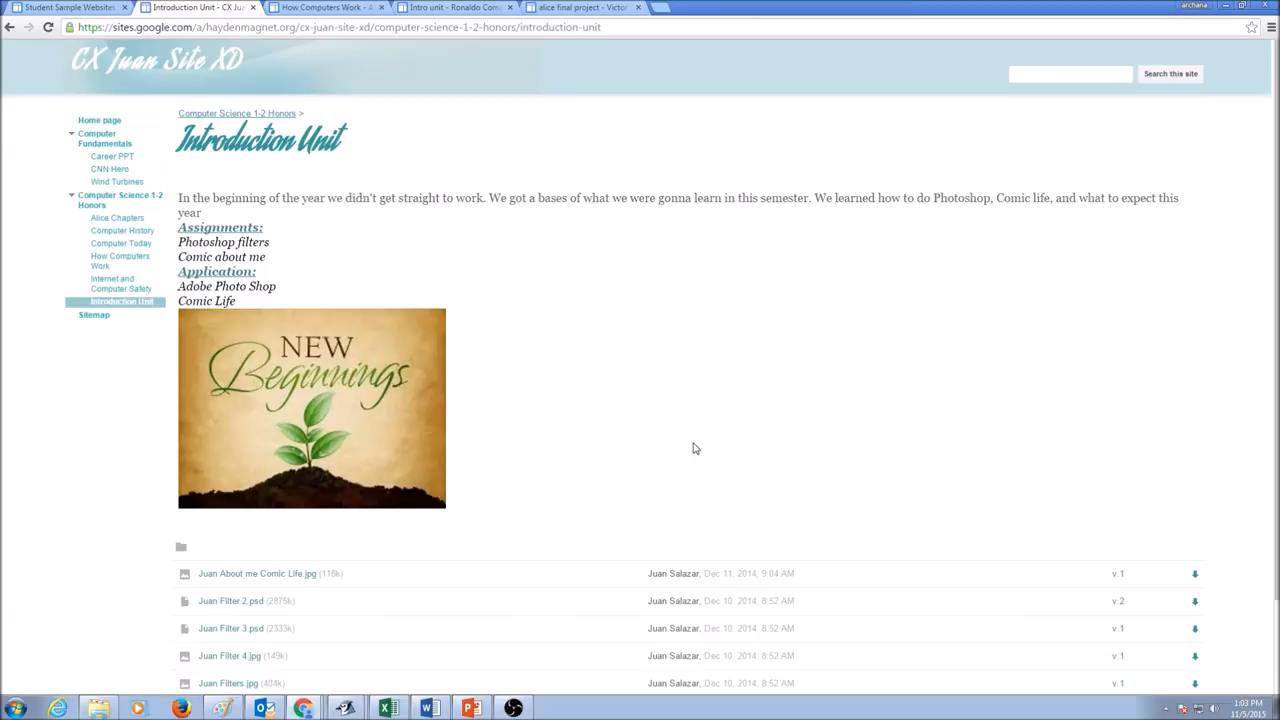 Student Sample Websites
Introduction Unit - CX Jua
How Computers Work - A
Intro unit - Ronaldo Com
alice final project - Victor
archana
https://sites.google.com/a/haydenmagnet.org/cx-juan-site-xd/computer-science-1-2-honors/introduction-unit
CX Juan Site XD
Search this site
Home page
Computer
Fundamentals
Career PPT
CNN Hero
Wind Turbines
Computer Science 1-2
Honors
Alice Chapters
Computer History
Computer Today
How Computers
Work
Internet and
Computer Safety
Introduction Unit
Sitemap
Computer Science 1-2 Honors >
Introduction Unit
In the beginning of the year we didn't get straight to work. We got a bases of what we were gonna learn in this semester. We learned how to do Photoshop, Comic life, and what to expect this
year
Assignments:
Photoshop filters
Comic about me
Application:
Adobe Photo Shop
Comic Life
NEW
Beginnings
Juan About me Comic Life.jpg (118k) Juan Salazar, Dec 11, 2014, 9:04 AM v.1
Juan Filter 2.psd (2875k) Juan Salazar, Dec 10, 2014, 8:52 AM v.2
Juan Filter 3.psd (2333k) Juan Salazar, Dec 10, 2014, 8:52 AM v.1
Juan Filter 4.jpg (149k) Juan Salazar, Dec 10, 2014, 8:52 AM v.1
Juan Filters.jpg (404k) Juan Salazar, Dec 10, 2014, 8:52 AM v.1
1:03 PM
11/5/2015